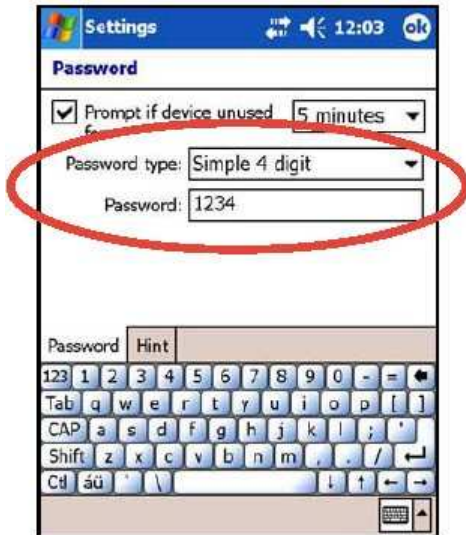 Settings 12:03 ok
Password
Prompt if device unused 5 minutes
Password type: Simple 4 digit
Password: 1234
Password Hint
123 1 2 3 4 5 6 7 8 9 0 - =
Tab q w e r t y u i o p [ ]
CAP a s d f g h j k l ; '
Shift z x c v b n m , . /
Ctl áü ` \